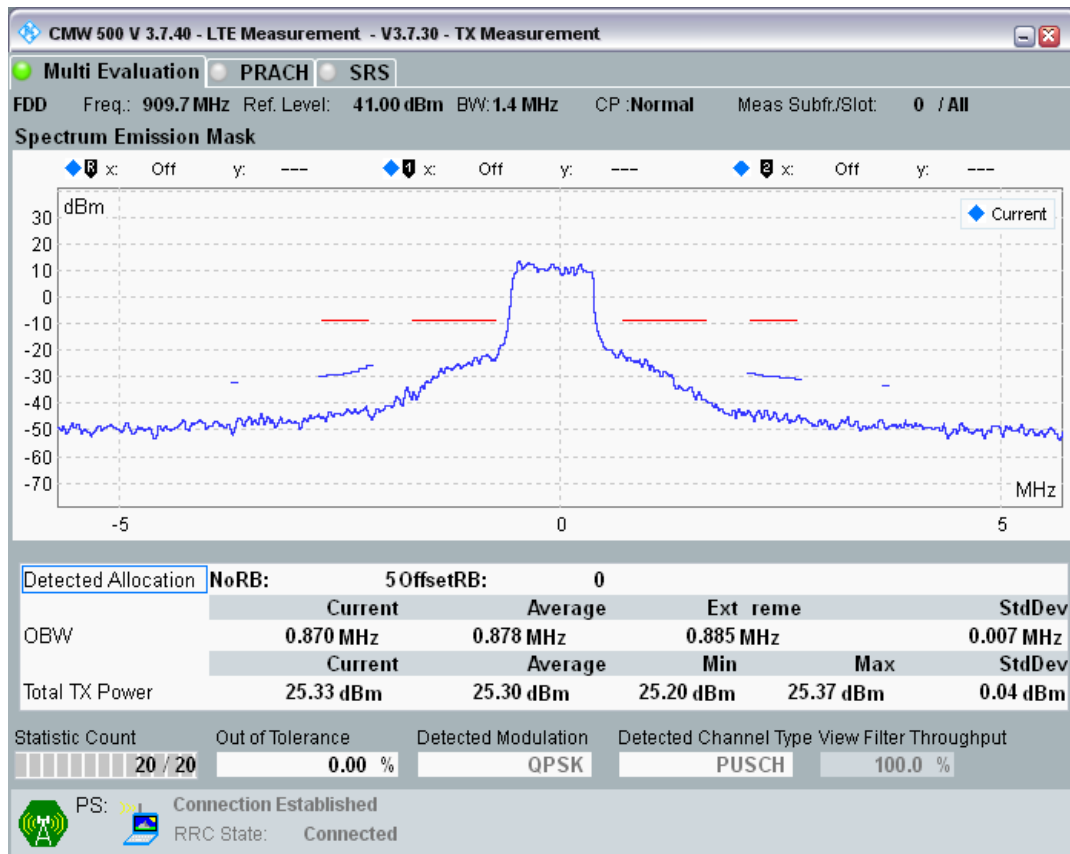 CMW 500 V 3.7.40 - LTE Measurement - V3.7.30 - TX Measurement
Multi Evaluation PRACH SRS
FDD Freq.: 909.7 MHz Ref. Level: 41.00 dBm BW: 1.4 MHz CP :Normal Meas Subfr./Slot: 0 / All
Spectrum Emission Mask
R x: Off y: --- 1 x: Off y: --- 2 x: Off y: ---
dBm
Current
30
20
10
0
-10
-20
-30
-40
-50
-60
-70
MHz
-5 0 5
Detected Allocation NoRB: 5 OffsetRB: 0
Current Average Ext reme StdDev
OBW 0.870 MHz 0.878 MHz 0.885 MHz 0.007 MHz
Current Average Min Max StdDev
Total TX Power 25.33 dBm 25.30 dBm 25.20 dBm 25.37 dBm 0.04 dBm
Statistic Count Out of Tolerance Detected Modulation Detected Channel Type View Filter Throughput
20 / 20 0.00 % QPSK PUSCH 100.0 %
PS: Connection Established
RRC State: Connected